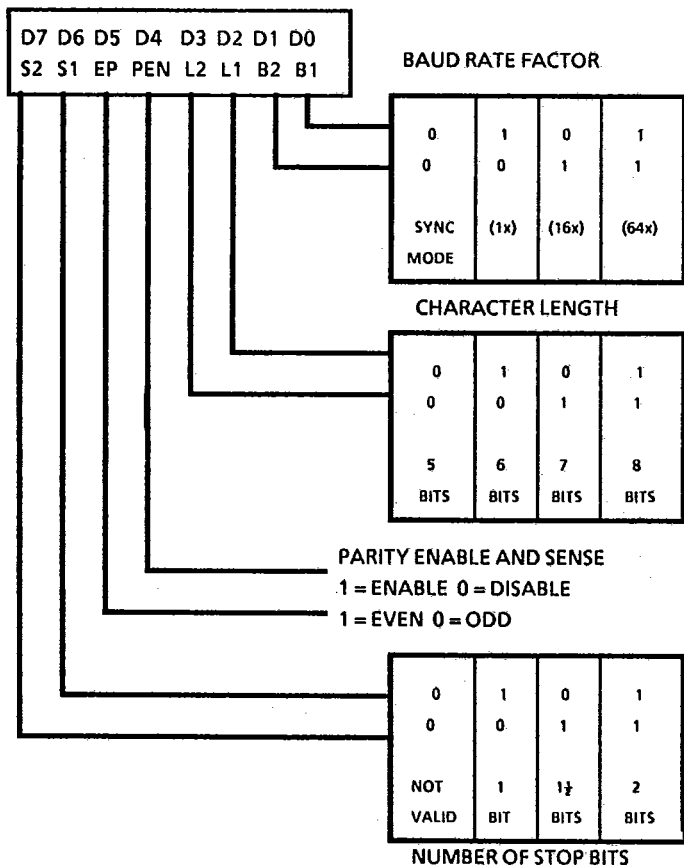 D7 D6 D5 D4 D3 D2 D1 D0
S2 S1 EP PEN L2 L1 B2 B1
BAUD RATE FACTOR
0 1 0 1
0 0 1 1
SYNC (1x) (16x) (64x)
MODE
CHARACTER LENGTH
0 1 0 1
0 0 1 1
5 6 7 8
BITS BITS BITS BITS
PARITY ENABLE AND SENSE
1 = ENABLE 0 = DISABLE
1 = EVEN 0 = ODD
0 1 0 1
0 0 1 1
NOT 1 1½ 2
VALID BIT BITS BITS
NUMBER OF STOP BITS